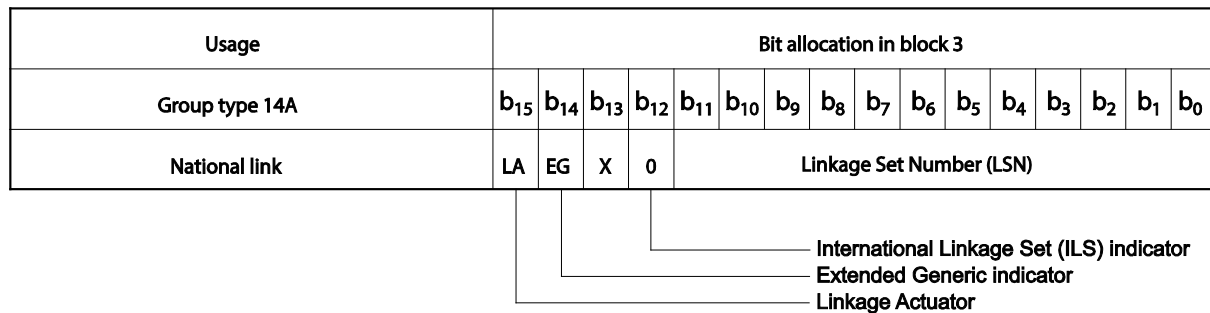 Usage Bit allocation in block 3
Group type 14A b15 b14 b13 b12 b11 b10 b9 b8 b7 b6 b5 b4 b3 b2 b1 b0
National link LA EG X 0 Linkage Set Number (LSN)
International Linkage Set (ILS) indicator
Extended Generic indicator
Linkage Actuator